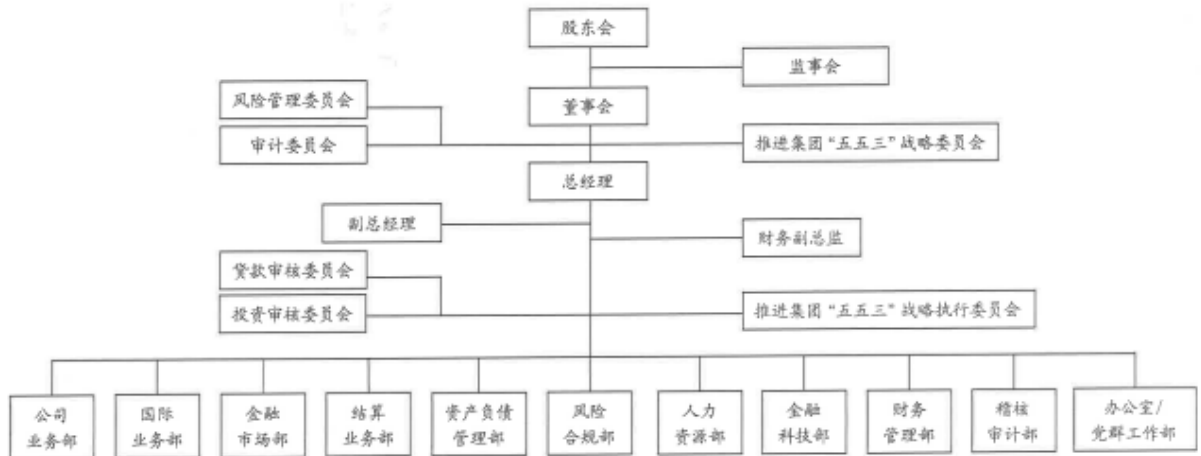 股东会
监事会
风险管理委员会
董事会
审计委员会
推进集团“五五三”战略委员会
总经理
副总经理
财务副总监
贷款审核委员会
投资审核委员会
推进集团“五五三”战略执行委员会
公司
业务部
国际
业务部
金融
市场部
结算
业务部
资产负债
管理部
风险
合规部
人力
资源部
金融
科技部
财务
管理部
稽核
审计部
办公室/
党群工作部